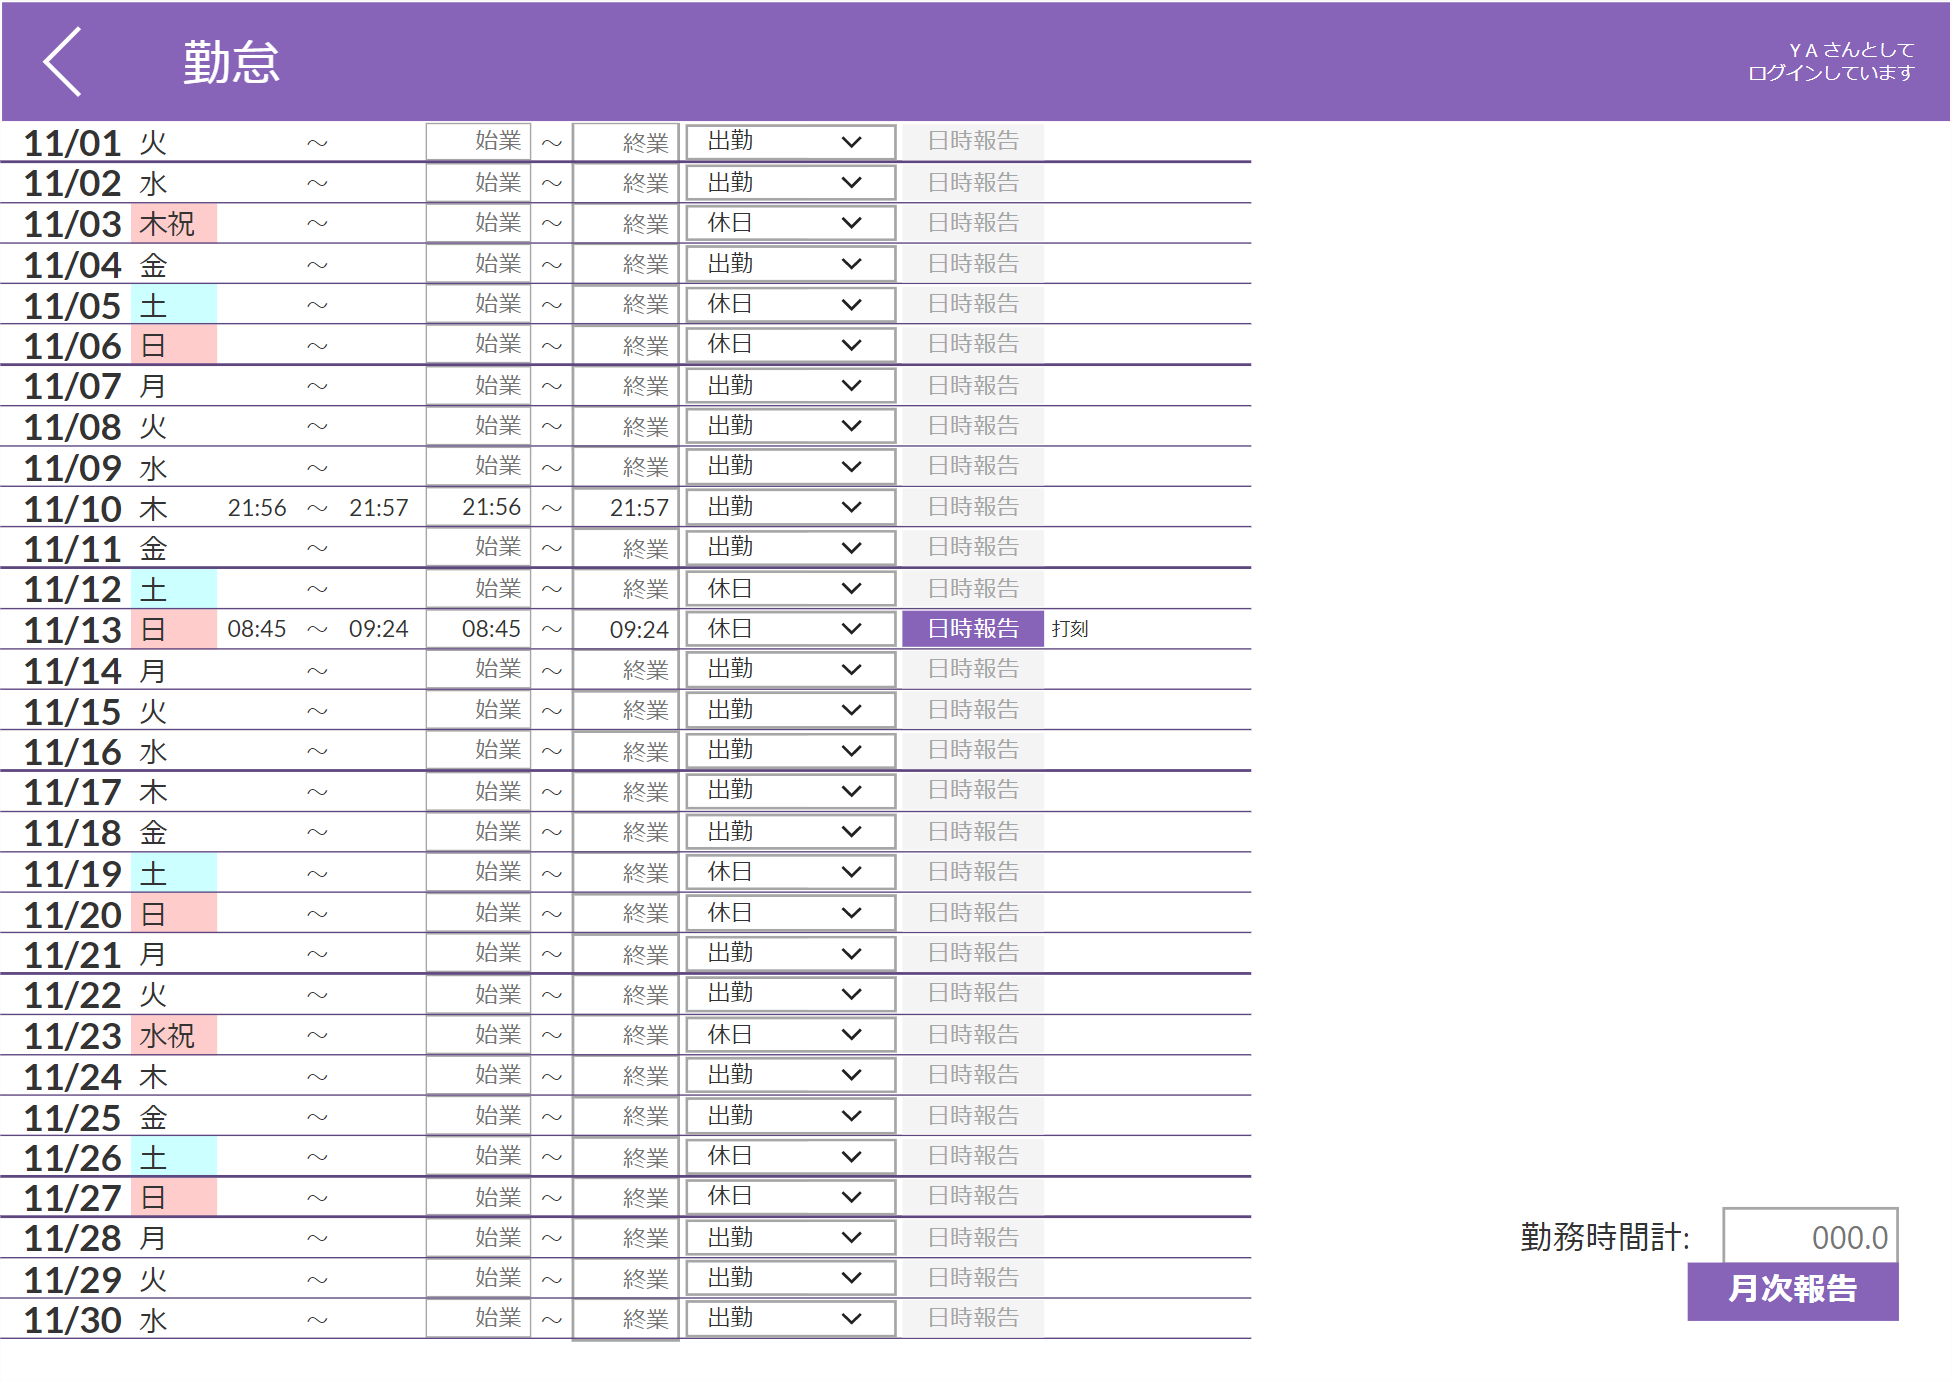 勤怠
Y A さんとして
ログインしています
11/01 火 ～ 始業 ～ 終業 出勤 日時報告
11/02 水 ～ 始業 ～ 終業 出勤 日時報告
11/03 木祝 ～ 始業 ～ 終業 休日 日時報告
11/04 金 ～ 始業 ～ 終業 出勤 日時報告
11/05 土 ～ 始業 ～ 終業 休日 日時報告
11/06 日 ～ 始業 ～ 終業 休日 日時報告
11/07 月 ～ 始業 ～ 終業 出勤 日時報告
11/08 火 ～ 始業 ～ 終業 出勤 日時報告
11/09 水 ～ 始業 ～ 終業 出勤 日時報告
11/10 木 21:56 ～ 21:57 21:56 ～ 21:57 出勤 日時報告
11/11 金 ～ 始業 ～ 終業 出勤 日時報告
11/12 土 ～ 始業 ～ 終業 休日 日時報告
11/13 日 08:45 ～ 09:24 08:45 ～ 09:24 休日 日時報告 打刻
11/14 月 ～ 始業 ～ 終業 出勤 日時報告
11/15 火 ～ 始業 ～ 終業 出勤 日時報告
11/16 水 ～ 始業 ～ 終業 出勤 日時報告
11/17 木 ～ 始業 ～ 終業 出勤 日時報告
11/18 金 ～ 始業 ～ 終業 出勤 日時報告
11/19 土 ～ 始業 ～ 終業 休日 日時報告
11/20 日 ～ 始業 ～ 終業 休日 日時報告
11/21 月 ～ 始業 ～ 終業 出勤 日時報告
11/22 火 ～ 始業 ～ 終業 出勤 日時報告
11/23 水祝 ～ 始業 ～ 終業 休日 日時報告
11/24 木 ～ 始業 ～ 終業 出勤 日時報告
11/25 金 ～ 始業 ～ 終業 出勤 日時報告
11/26 土 ～ 始業 ～ 終業 休日 日時報告
11/27 日 ～ 始業 ～ 終業 休日 日時報告
11/28 月 ～ 始業 ～ 終業 出勤 日時報告
11/29 火 ～ 始業 ～ 終業 出勤 日時報告
11/30 水 ～ 始業 ～ 終業 出勤 日時報告
勤務時間計: 000.0
月次報告